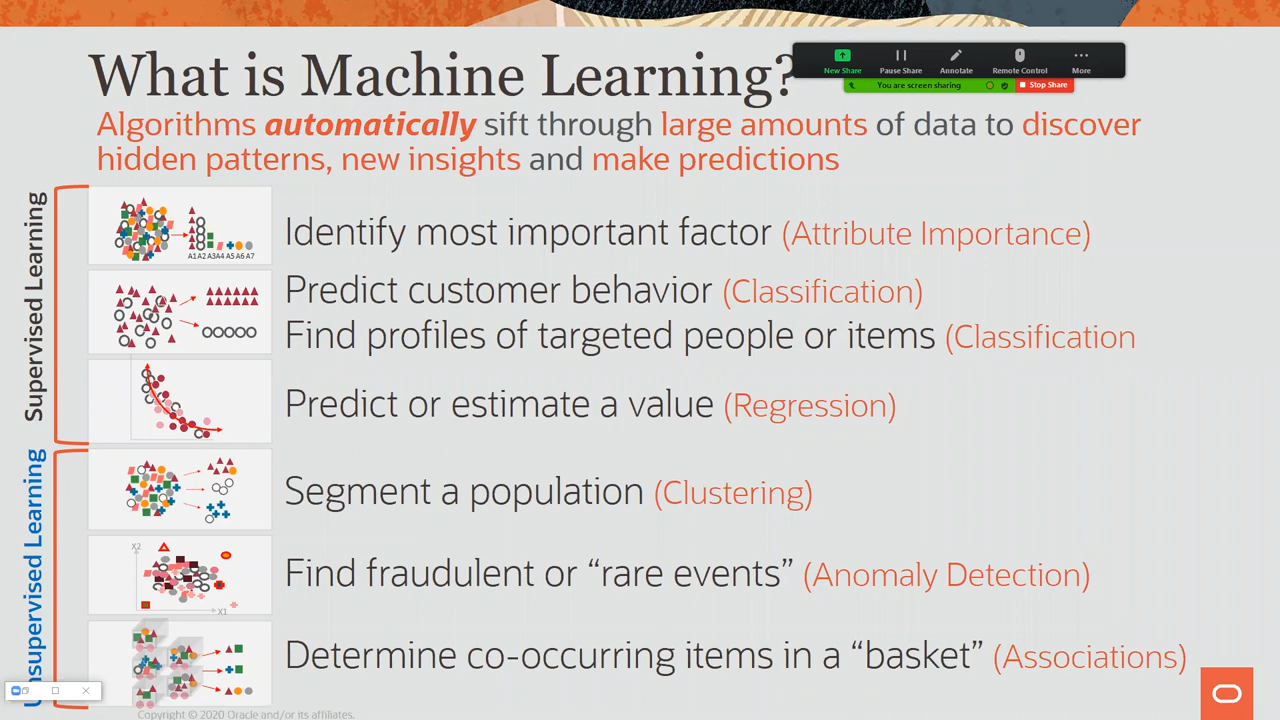 What is Machine Learning?
New Share
Pause Share
Annotate
Remote Control
More
You are screen sharing
Stop Share
Algorithms automatically sift through large amounts of data to discover
hidden patterns, new insights and make predictions
Supervised Learning
A1 A2 A3A4 A5 A6 A7
Identify most important factor (Attribute Importance)
Predict customer behavior (Classification)
Find profiles of targeted people or items (Classification
Predict or estimate a value (Regression)
Unsupervised Learning
Segment a population (Clustering)
X2
X1
Find fraudulent or “rare events” (Anomaly Detection)
Determine co-occurring items in a “basket” (Associations)
Copyright © 2020 Oracle and/or its affiliates.